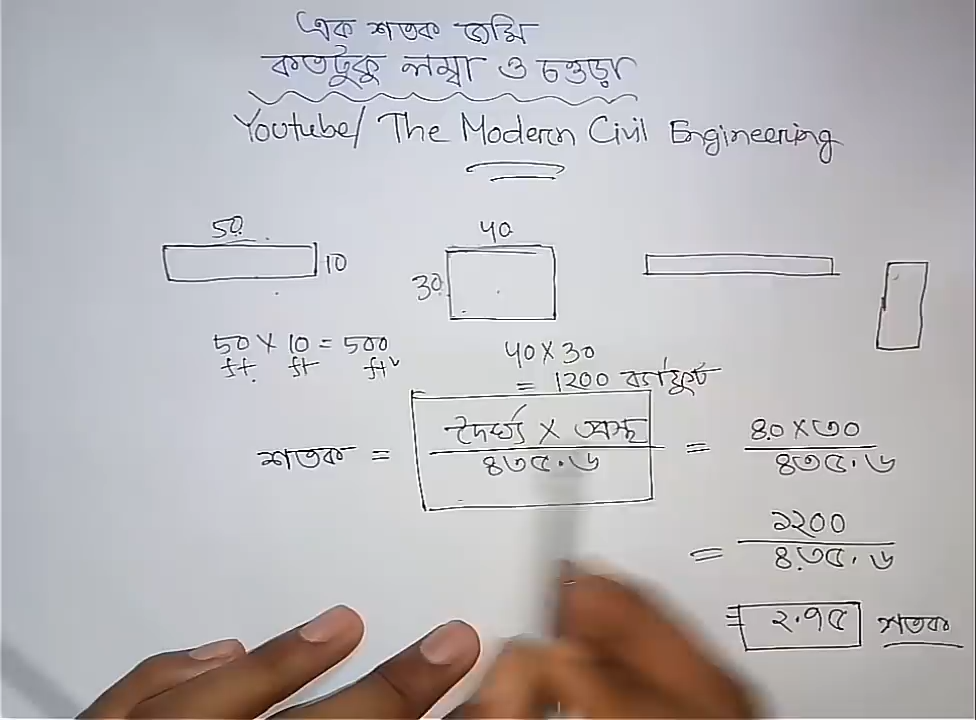 এক শতক জমি
কতটুকু লম্বা ও চওড়া
Youtube/ The Modern Civil Engineering
50
10
40
30
50 X 10 = 500
ft. ft ft²
40 X 30
= 1200 বর্গফুট
শতক = দৈর্ঘ্য X প্রস্থ / ৪৩৫.৬ = ৪০ X ৩০ / ৪৩৫.৬
= ১২০০ / ৪৩৫.৬
= ২.৭৫ শতক